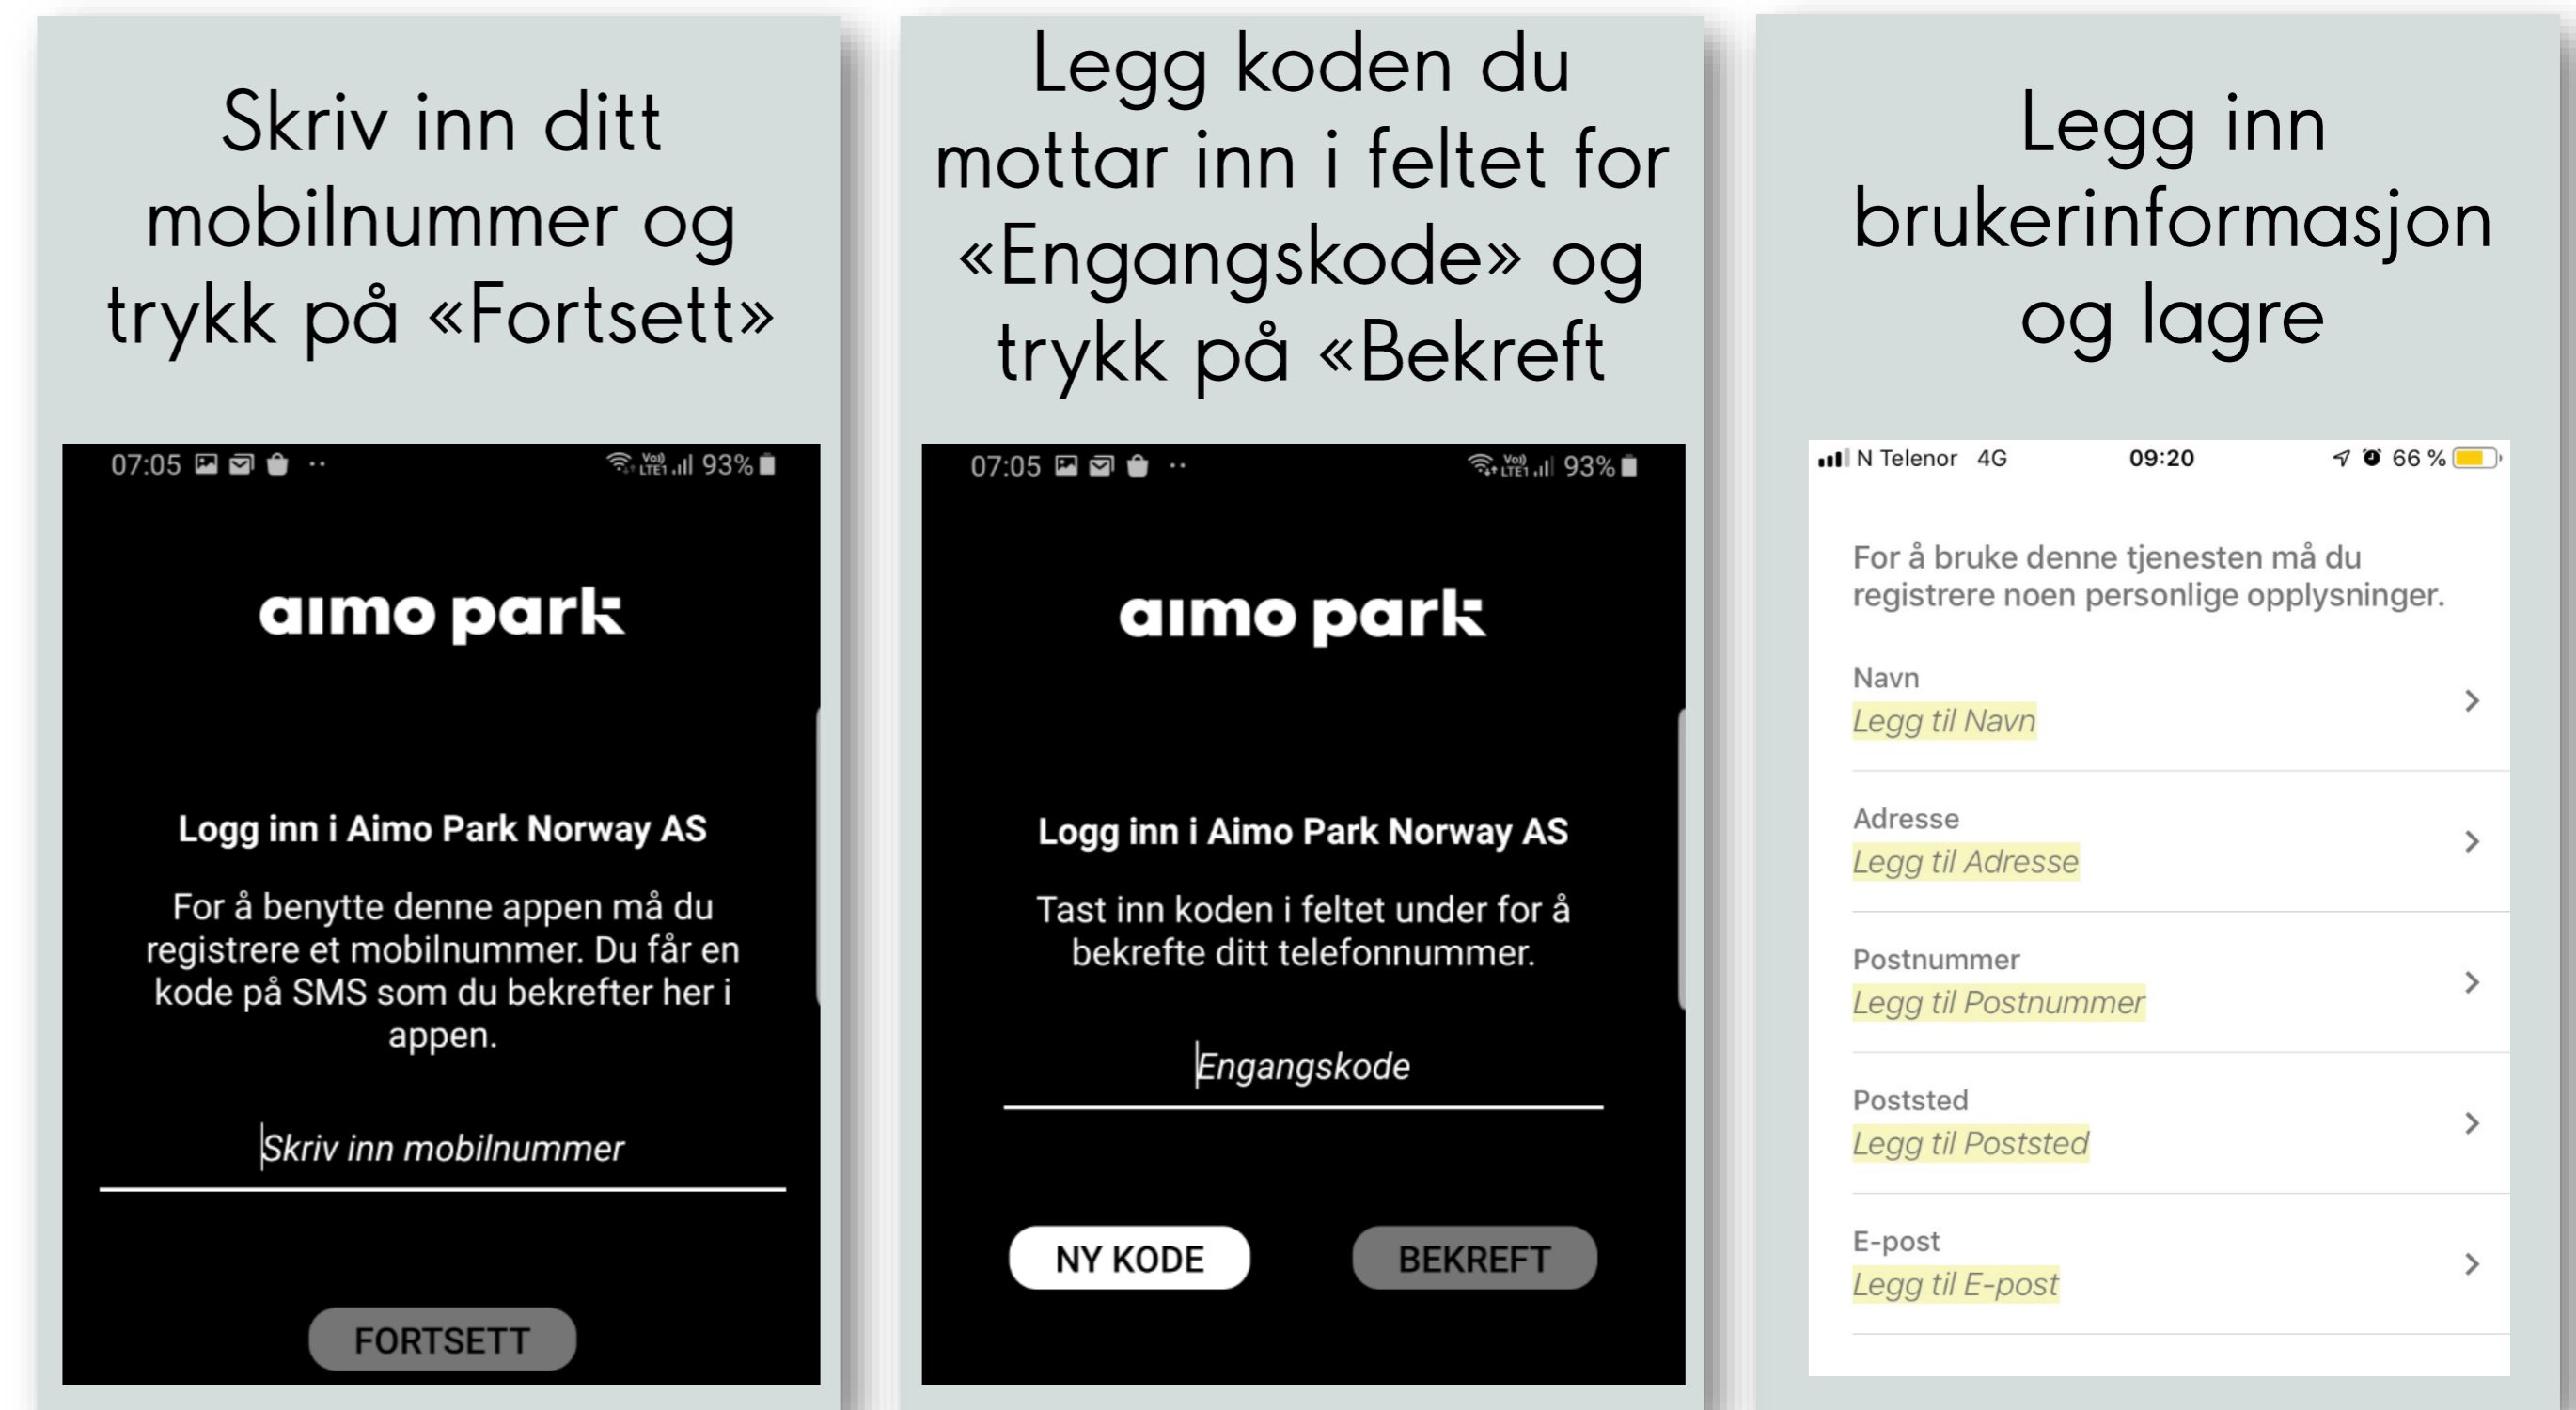 Skriv inn ditt
mobilnummer og
trykk på «Fortsett»
07:05 93%
aimo park
Logg inn i Aimo Park Norway AS
For å benytte denne appen må du
registrere et mobilnummer. Du får en
kode på SMS som du bekrefter her i
appen.
Skriv inn mobilnummer
FORTSETT
Legg koden du
mottar inn i feltet for
«Engangskode» og
trykk på «Bekreft
07:05 93%
aimo park
Logg inn i Aimo Park Norway AS
Tast inn koden i feltet under for å
bekrefte ditt telefonnummer.
Engangskode
NY KODE BEKREFT
Legg inn
brukerinformasjon
og lagre
N Telenor 4G 09:20 66 %
For å bruke denne tjenesten må du
registrere noen personlige opplysninger.
Navn
Legg til Navn
Adresse
Legg til Adresse
Postnummer
Legg til Postnummer
Poststed
Legg til Poststed
E-post
Legg til E-post